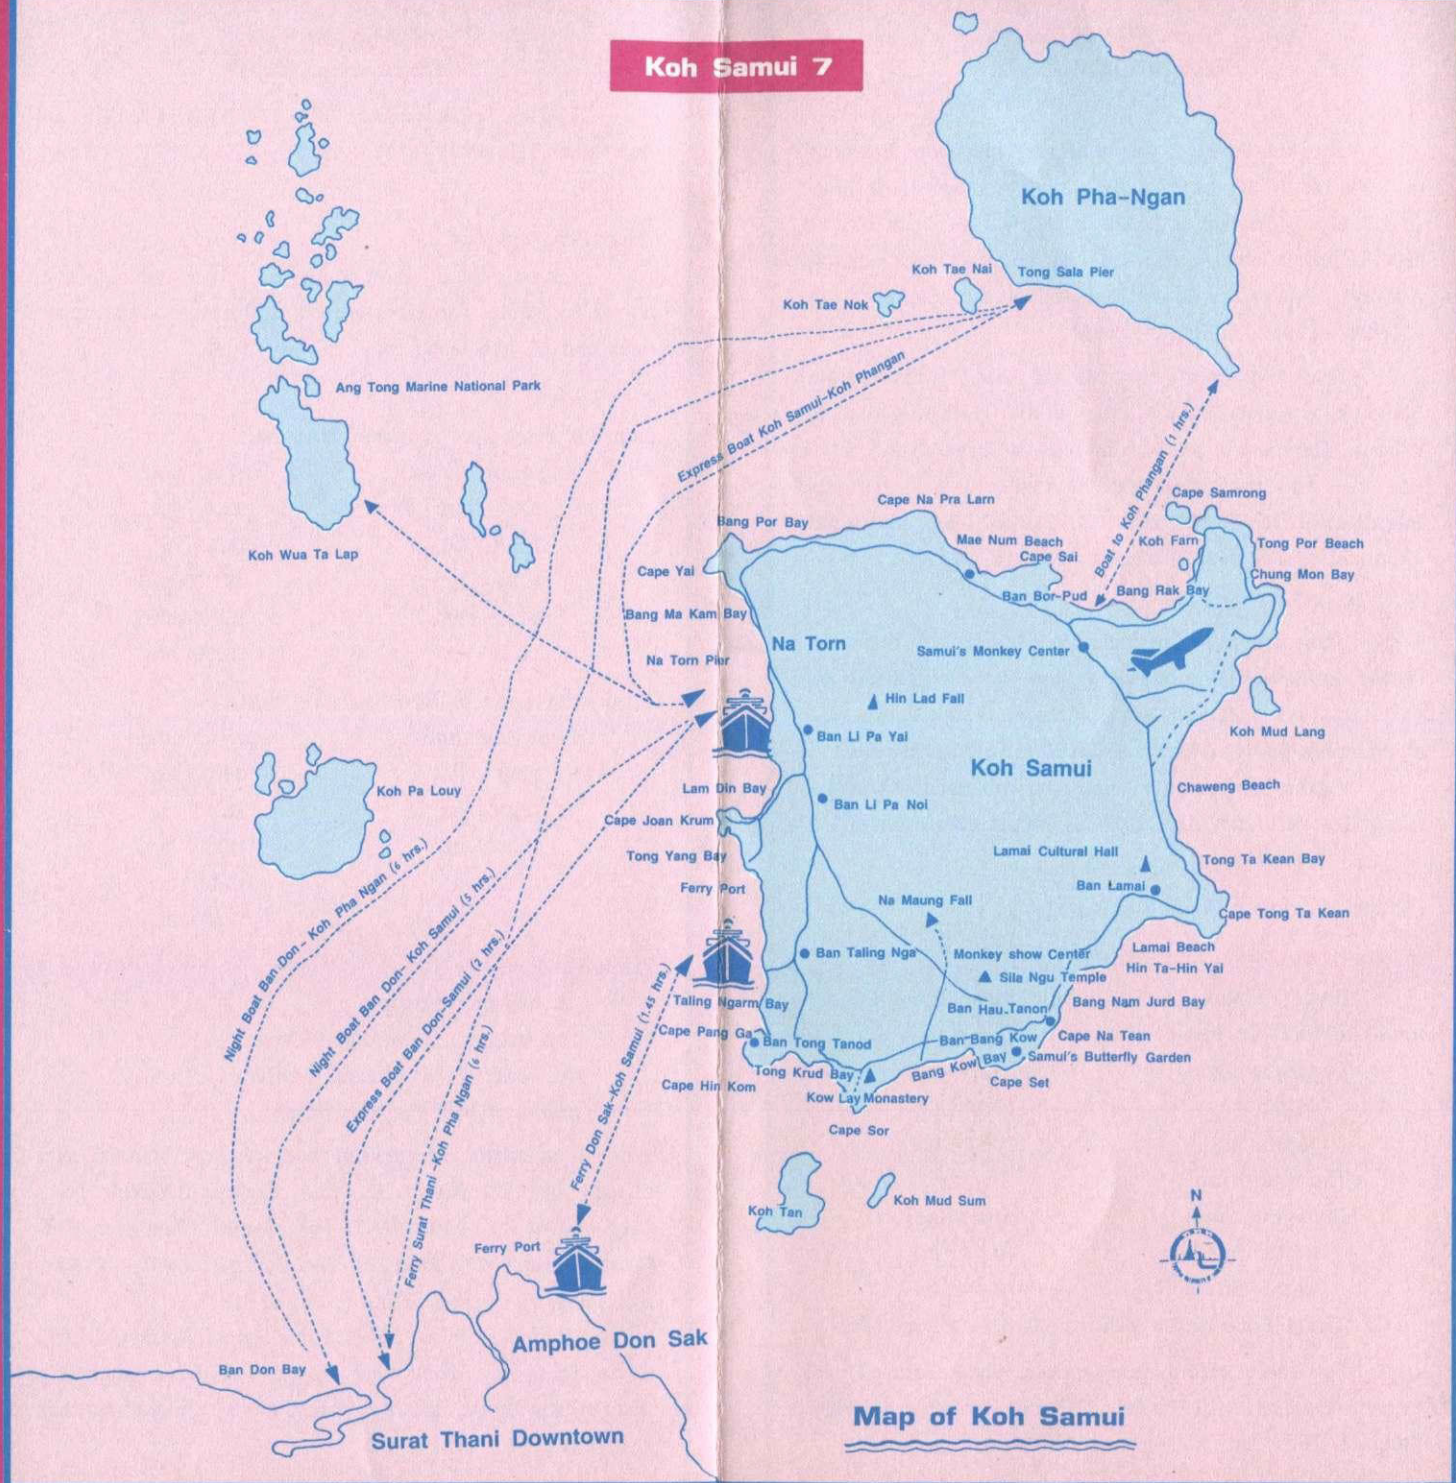 Koh Samui 7
Koh Pha-Ngan
Koh Tae Nai
Tong Sala Pier
Koh Tae Nok
Ang Tong Marine National Park
Express Boat Koh Samui-Koh Phangan
Boat to Koh Phangan (1 hrs.)
Koh Wua Ta Lap
Cape Na Pra Larn
Cape Samrong
Bang Por Bay
Mae Num Beach
Koh Farn
Tong Por Beach
Cape Sai
Cape Yai
Chung Mon Bay
Ban Bor-Pud
Bang Rak Bay
Bang Ma Kam Bay
Na Torn
Samui's Monkey Center
Na Torn Pier
Hin Lad Fall
Koh Mud Lang
Ban Li Pa Yai
Koh Samui
Koh Pa Louy
Lam Din Bay
Chaweng Beach
Ban Li Pa Noi
Cape Joan Krum
Tong Yang Bay
Lamai Cultural Hall
Tong Ta Kean Bay
Ferry Port
Ban Lamai
Na Maung Fall
Cape Tong Ta Kean
Night Boat Ban Don- Koh Pha Ngan (6 hrs.)
Night Boat Ban Don- Koh Samui (5 hrs.)
Express Boat Ban Don-Samui (2 hrs.)
Ferry Surat Thani -Koh Pha Ngan (6 hrs.)
Ferry Don Sak-Koh Samui (1.45 hrs.)
Ban Taling Nga
Monkey show Center
Lamai Beach
Hin Ta-Hin Yai
Sila Ngu Temple
Taling Ngarm Bay
Ban Hau-Tanon
Bang Nam Jurd Bay
Cape Pang Ga
Ban Tong Tanod
Ban Bang Kow
Cape Na Tean
Bang Kow Bay
Samui's Butterfly Garden
Tong Krud Bay
Cape Set
Cape Hin Kom
Kow Lay Monastery
Cape Sor
Koh Tan
Koh Mud Sum
N
Ferry Port
Amphoe Don Sak
Ban Don Bay
Surat Thani Downtown
Map of Koh Samui